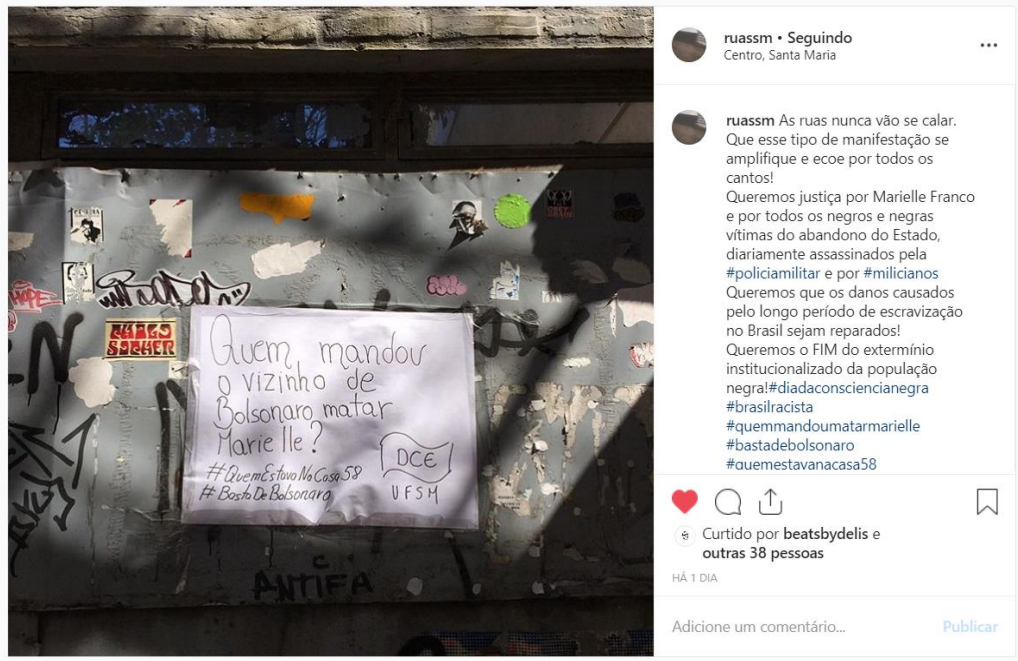 HOPE
ANTIFA
Quem mandou
o vizinho de
Bolsonaro matar
Marielle?
#QuemEstavaNaCasa58
#BastaDeBolsonaro
DCE
UFSM
ruassm • Seguindo
Centro, Santa Maria
ruassm As ruas nunca vão se calar.
Que esse tipo de manifestação se
amplifique e ecoe por todos os
cantos!
Queremos justiça por Marielle Franco
e por todos os negros e negras
vítimas do abandono do Estado,
diariamente assassinados pela
#policiamilitar e por #milicianos
Queremos que os danos causados
pelo longo período de escravização
no Brasil sejam reparados!
Queremos o FIM do extermínio
institucionalizado da população
negra!#diadaconsciencianegra
#brasilracista
#quemmandoumatarmarielle
#bastadebolsonaro
#quemestavanacasa58
Curtido por beatsbydelis e
outras 38 pessoas
HÁ 1 DIA
Adicione um comentário...
Publicar